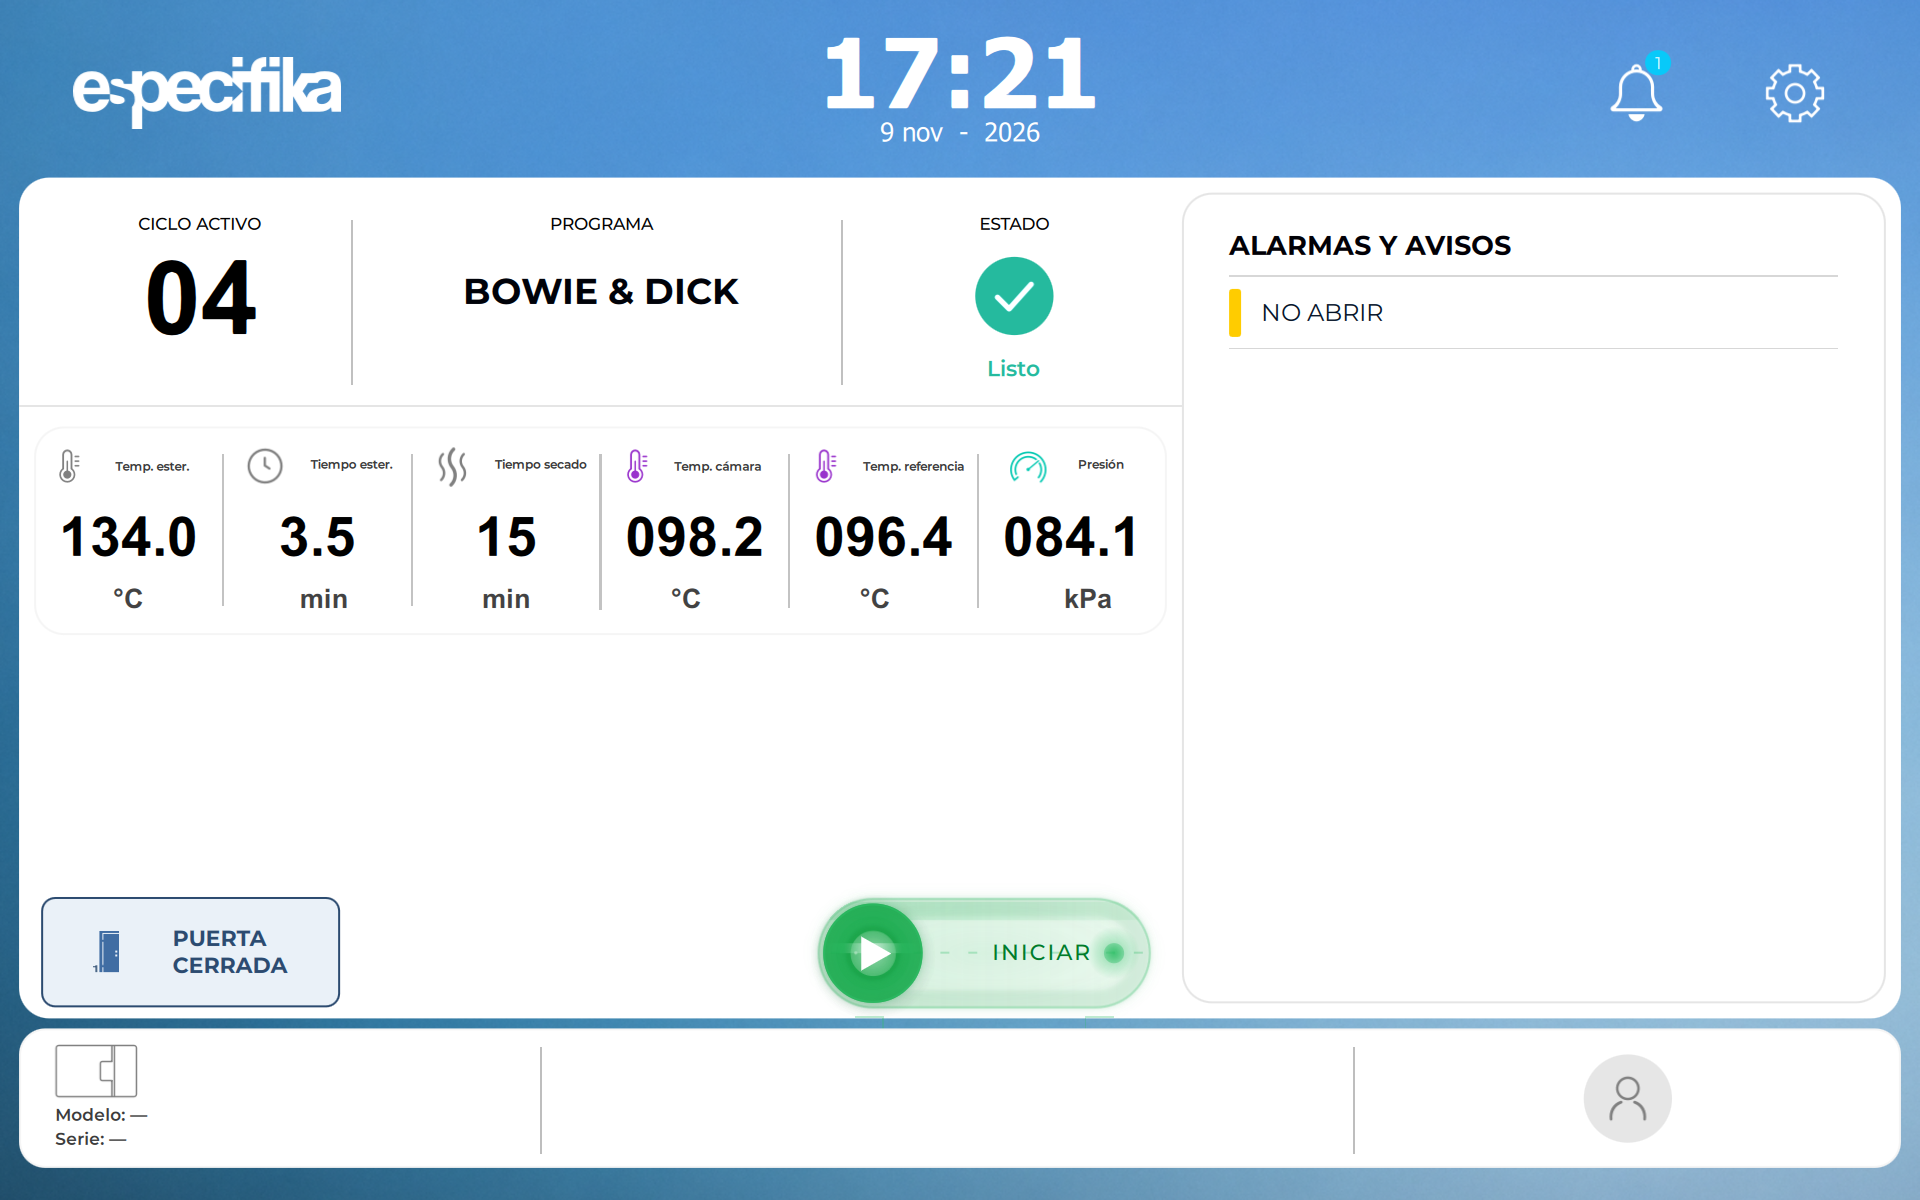 especifika
17:21
9 nov - 2026
1
CICLO ACTIVO
04
PROGRAMA
BOWIE & DICK
ESTADO
Listo
ALARMAS Y AVISOS
NO ABRIR
Temp. ester.
134.0
°C
Tiempo ester.
3.5
min
Tiempo secado
15
min
Temp. cámara
098.2
°C
Temp. referencia
096.4
°C
Presión
084.1
kPa
1
PUERTA
CERRADA
INICIAR
Modelo: —
Serie: —